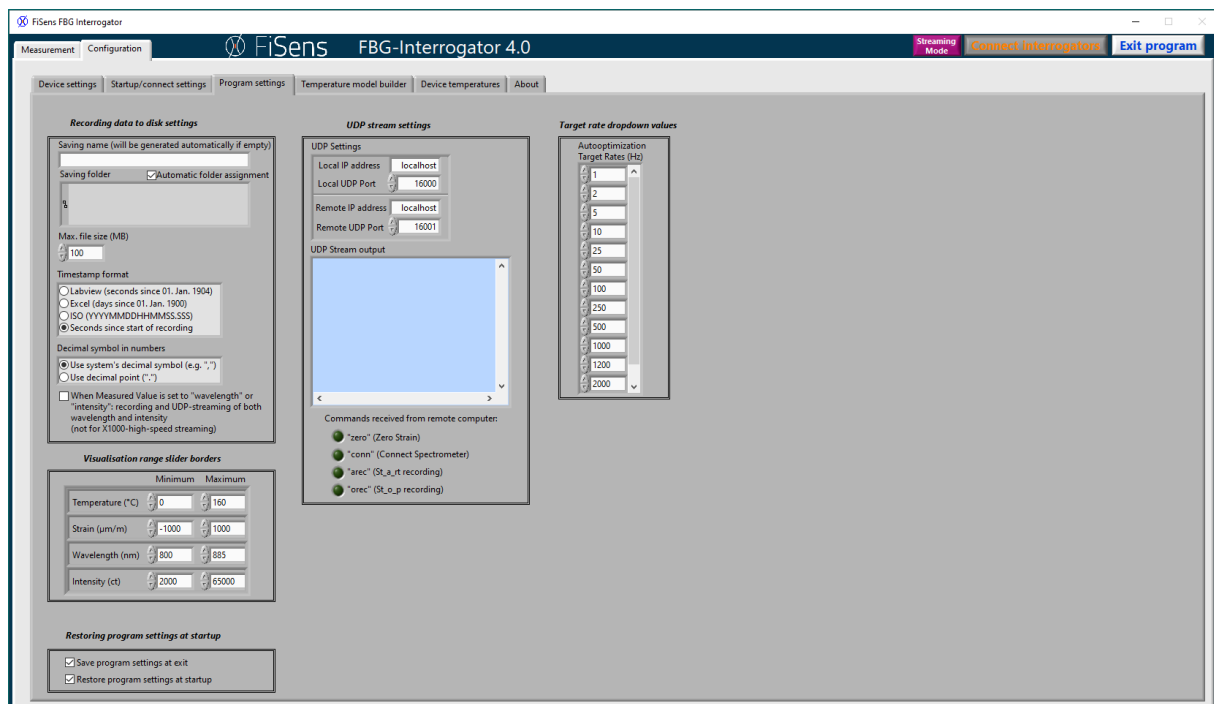 FiSens FBG Interrogator
Measurement
Configuration
FiSens
FBG-Interrogator 4.0
Streaming
Mode
Connect Interrogators
Exit program
Device settings
Startup/connect settings
Program settings
Temperature model builder
Device temperatures
About
Recording data to disk settings
Saving name (will be generated automatically if empty)
Saving folder
Automatic folder assignment
Max. file size (MB)
100
Timestamp format
Labview (seconds since 01. Jan. 1904)
Excel (days since 01. Jan. 1900)
ISO (YYYYMMDDHHMMSS.SSS)
Seconds since start of recording
Decimal symbol in numbers
Use system's decimal symbol (e.g. ",")
Use decimal point (".")
When Measured Value is set to "wavelength" or
"intensity": recording and UDP-streaming of both
wavelength and intensity
(not for X1000-high-speed streaming)
Visualisation range slider borders
Minimum Maximum
Temperature (°C) 0 160
Strain (µm/m) -1000 1000
Wavelength (nm) 800 885
Intensity (ct) 2000 65000
Restoring program settings at startup
Save program settings at exit
Restore program settings at startup
UDP stream settings
UDP Settings
Local IP address localhost
Local UDP Port 16000
Remote IP address localhost
Remote UDP Port 16001
UDP Stream output
Commands received from remote computer:
"zero" (Zero Strain)
"conn" (Connect Spectrometer)
"arec" (St_a_rt recording)
"orec" (St_o_p recording)
Target rate dropdown values
Autooptimization
Target Rates (Hz)
1
2
5
10
25
50
100
250
500
1000
1200
2000